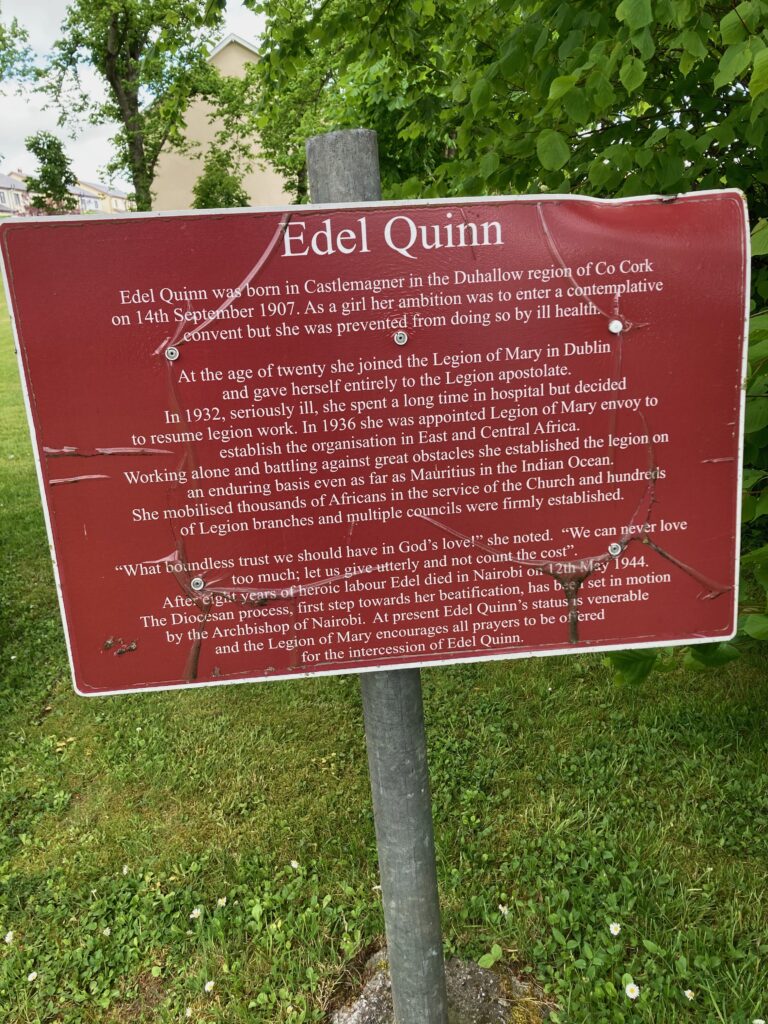 Edel Quinn
Edel Quinn was born in Castlemagner in the Duhallow region of Co Cork
on 14th September 1907. As a girl her ambition was to enter a contemplative
convent but she was prevented from doing so by ill health.
At the age of twenty she joined the Legion of Mary in Dublin
and gave herself entirely to the Legion apostolate.
In 1932, seriously ill, she spent a long time in hospital but decided
to resume legion work. In 1936 she was appointed Legion of Mary envoy to
establish the organisation in East and Central Africa.
Working alone and battling against great obstacles she established the legion on
an enduring basis even as far as Mauritius in the Indian Ocean.
She mobilised thousands of Africans in the service of the Church and hundreds
of Legion branches and multiple councils were firmly established.
“What boundless trust we should have in God’s love!” she noted. “We can never love
too much; let us give utterly and not count the cost”.
After eight years of heroic labour Edel died in Nairobi on 12th May 1944.
The Diocesan process, first step towards her beatification, has been set in motion
by the Archbishop of Nairobi. At present Edel Quinn’s status is venerable
and the Legion of Mary encourages all prayers to be offered
for the intercession of Edel Quinn.